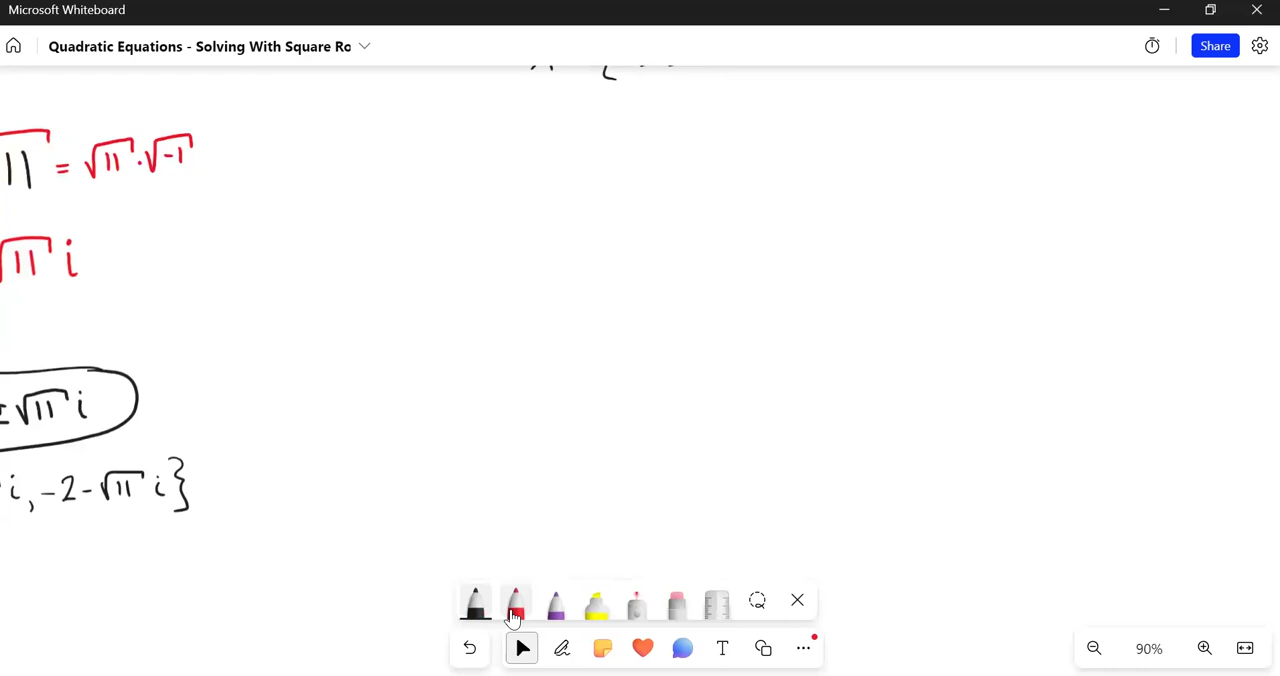 Microsoft Whiteboard
Quadratic Equations - Solving With Square Ro
Share
11 = √11 · √-1
√11 i
± √11 i
i, -2 - √11 i}
T
90%